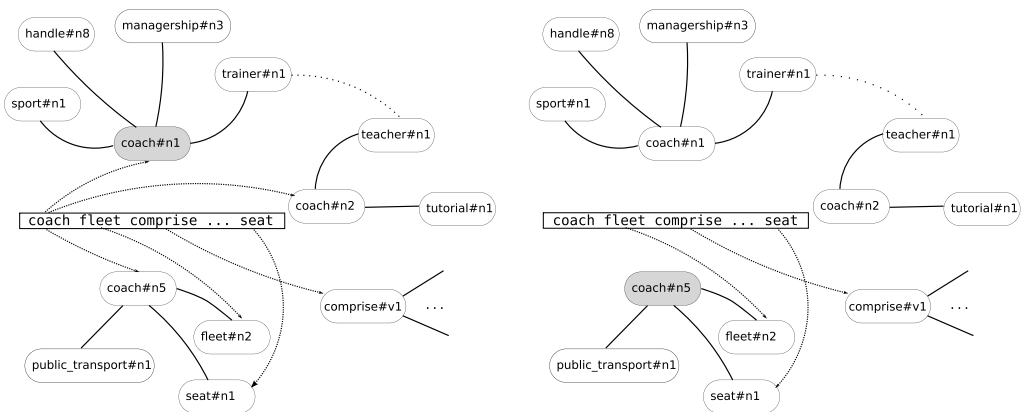 handle#n8
managership#n3
trainer#n1
sport#n1
coach#n1
teacher#n1
coach#n2
tutorial#n1
coach fleet comprise ... seat
coach#n5
comprise#v1
...
fleet#n2
public_transport#n1
seat#n1
handle#n8
managership#n3
trainer#n1
sport#n1
coach#n1
teacher#n1
coach#n2
tutorial#n1
coach fleet comprise ... seat
coach#n5
comprise#v1
...
fleet#n2
public_transport#n1
seat#n1